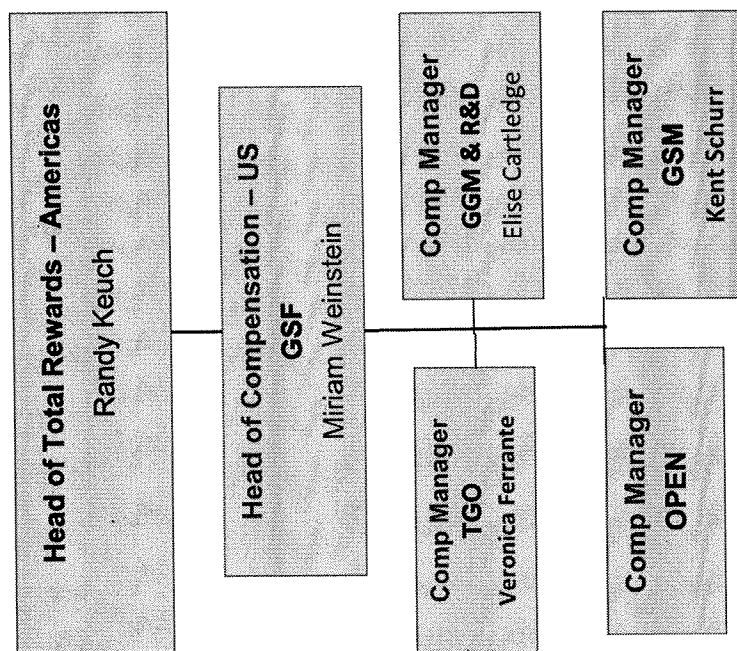 Head of Total Rewards – Americas
Randy Keuch
Head of Compensation – US
GSF
Miriam Weinstein
Comp Manager
TGO
Veronica Ferrante
Comp Manager
GGM & R&D
Elise Cartledge
Comp Manager
OPEN
Comp Manager
GSM
Kent Schurr